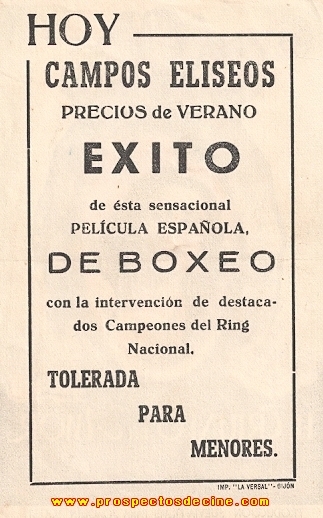 HOY
CAMPOS ELISEOS
PRECIOS de VERANO
EXITO
de ésta sensacional
PELÍCULA ESPAÑOLA,
DE BOXEO
con la intervención de destaca-
dos Campeones del Ring
Nacional.
TOLERADA
PARA
MENORES.
IMP. "LA VERSAL"-GIJÓN
www.prospectosdecine.com